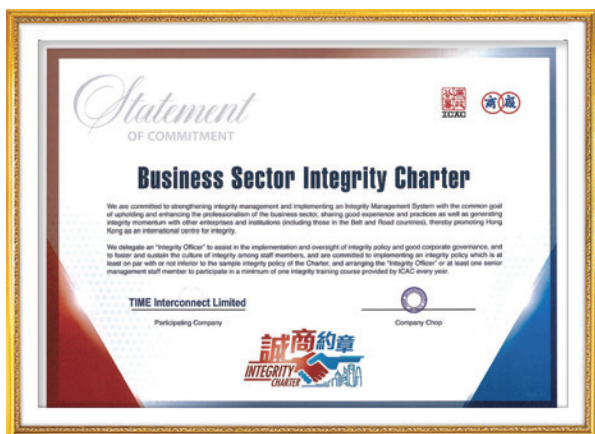 Statement
OF COMMITMENT
ICAC
商 廉
Business Sector Integrity Charter
We are committed to strengthening integrity management and implementing an Integrity Management System with the common goal
of upholding and enhancing the professionalism of the business sector, sharing good experience and practices as well as generating
integrity momentum with other enterprises and institutions (including those in the Belt and Road countries), thereby promoting Hong
Kong as an international centre for integrity.
We delegate an "Integrity Officer" to assist in the implementation and oversight of integrity policy and good corporate governance, and
to foster and sustain the culture of integrity among staff members, and are committed to implementing an integrity policy which is at
least on par with or not inferior to the sample integrity policy of the Charter, and arranging the "Integrity Officer" or at least one senior
management staff member to participate in a minimum of one integrity training course provided by ICAC every year.
TIME Interconnect Limited
Participating Company
Company Chop
誠商約章
INTEGRITY
CHARTER